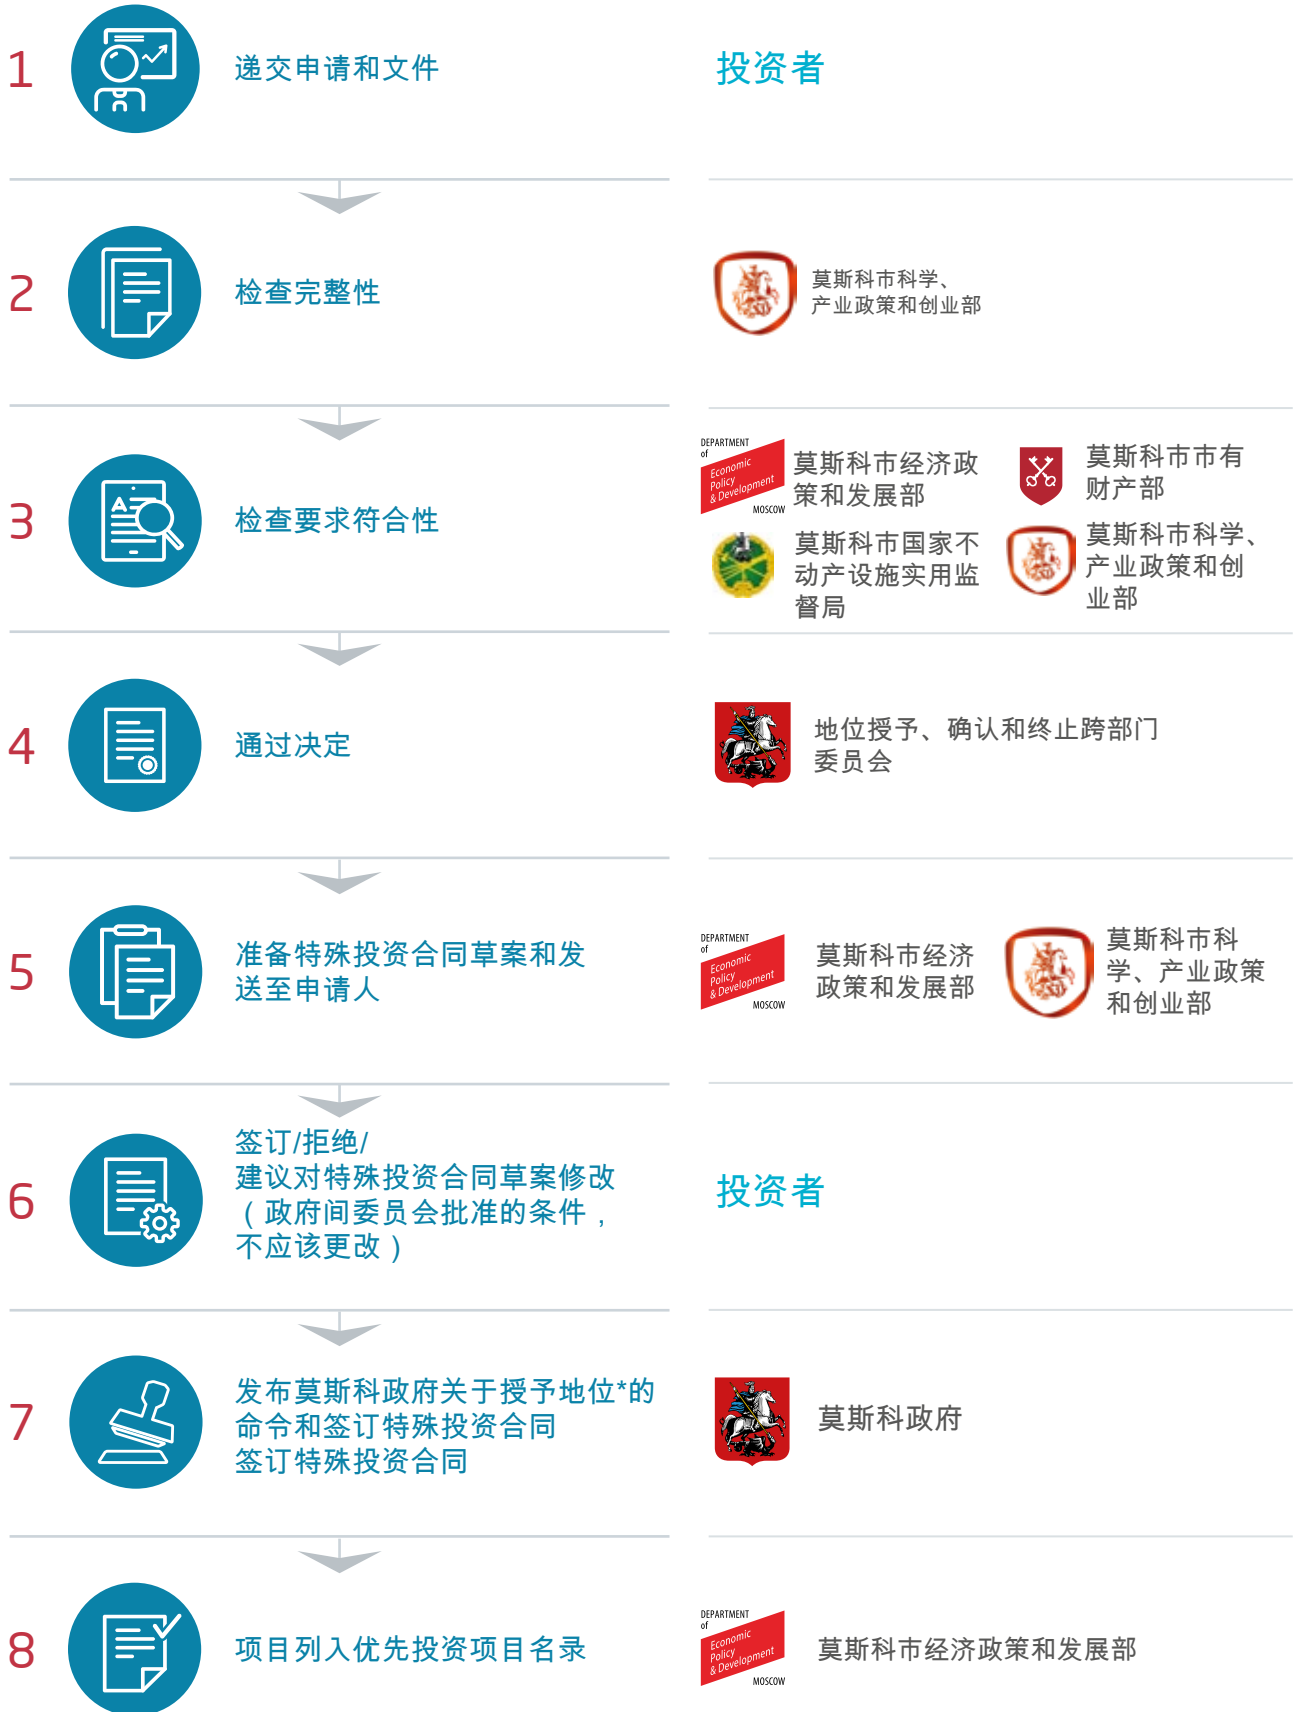 1
递交申请和文件
投资者
2
检查完整性
莫斯科市科学、
产业政策和创业部
3
检查要求符合性
DEPARTMENT
of
Economic
Policy
& Development
MOSCOW
莫斯科市经济政
策和发展部
莫斯科市市有
财产部
莫斯科市国家不
动产设施实用监
督局
莫斯科市科学、
产业政策和创
业部
4
通过决定
地位授予、确认和终止跨部门
委员会
5
准备特殊投资合同草案和发
送至申请人
DEPARTMENT
of
Economic
Policy
& Development
MOSCOW
莫斯科市经济
政策和发展部
莫斯科市科
学、产业政策
和创业部
6
签订/拒绝/
建议对特殊投资合同草案修改
（政府间委员会批准的条件，
不应该更改）
投资者
7
发布莫斯科政府关于授予地位*的
命令和签订特殊投资合同
签订特殊投资合同
莫斯科政府
8
项目列入优先投资项目名录
DEPARTMENT
of
Economic
Policy
& Development
MOSCOW
莫斯科市经济政策和发展部